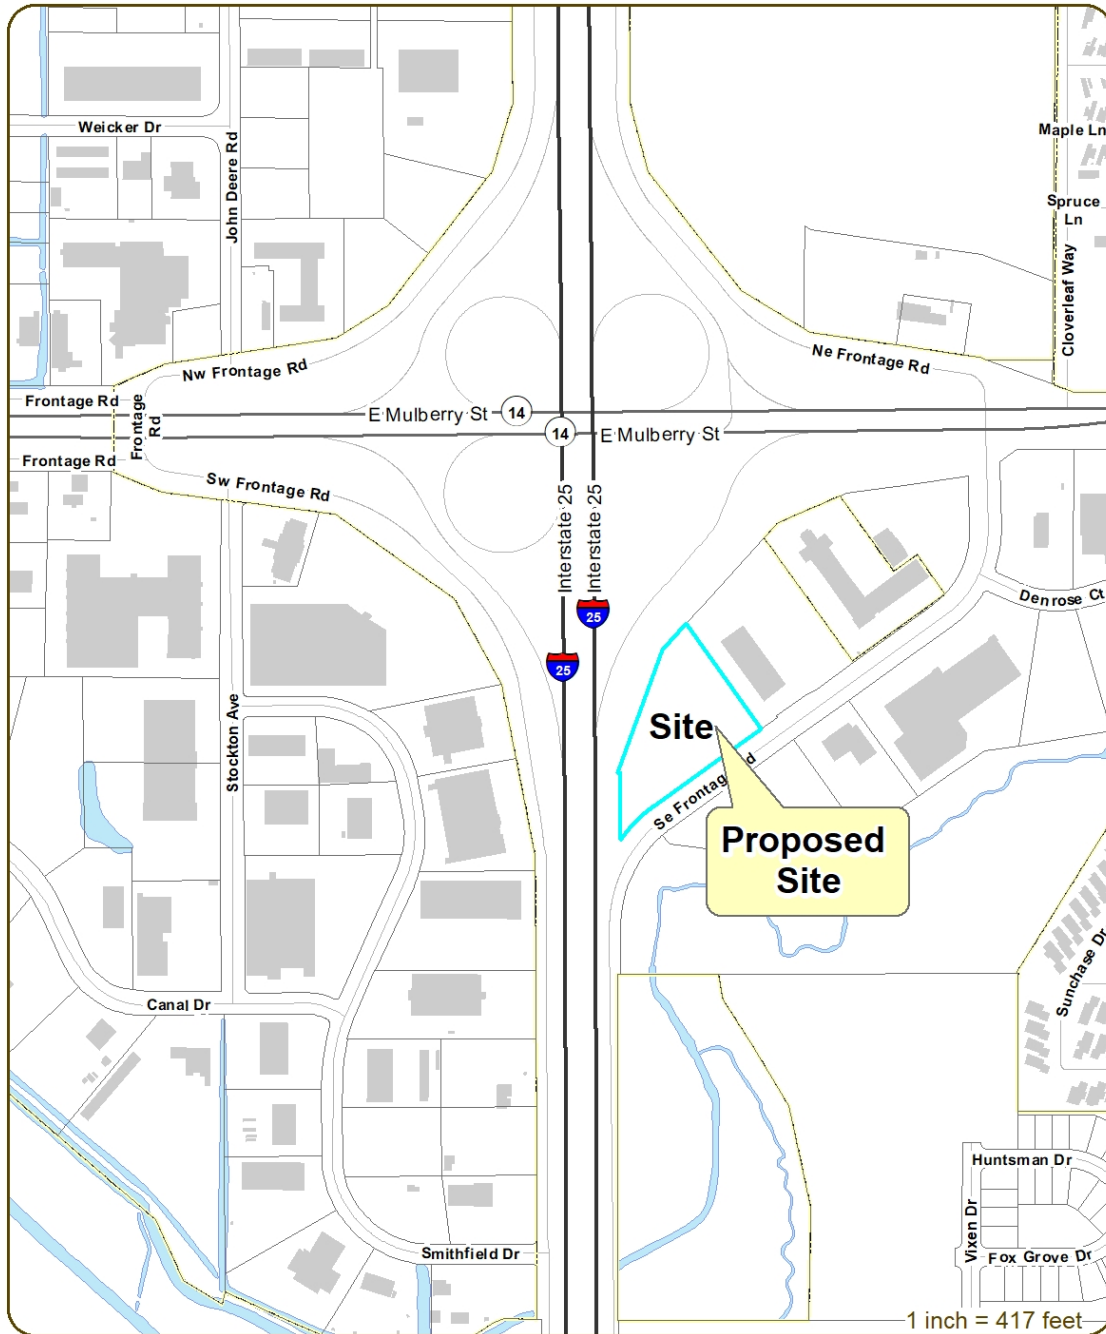 Weicker Dr
John Deere Rd
Maple Ln
Spruce
Ln
Cloverleaf Way
Nw Frontage Rd
Ne Frontage Rd
Frontage Rd
Frontage
Rd
E Mulberry St
14
14
E Mulberry St
Frontage Rd
Sw Frontage Rd
Interstate 25
Interstate 25
Denrose Ct
25
25
Stockton Ave
Site
Se Frontag d
Proposed
Site
Sunchase Dr
Canal Dr
Huntsman Dr
Vixen Dr
Fox Grove Dr
Smithfield Dr
1 inch = 417 feet